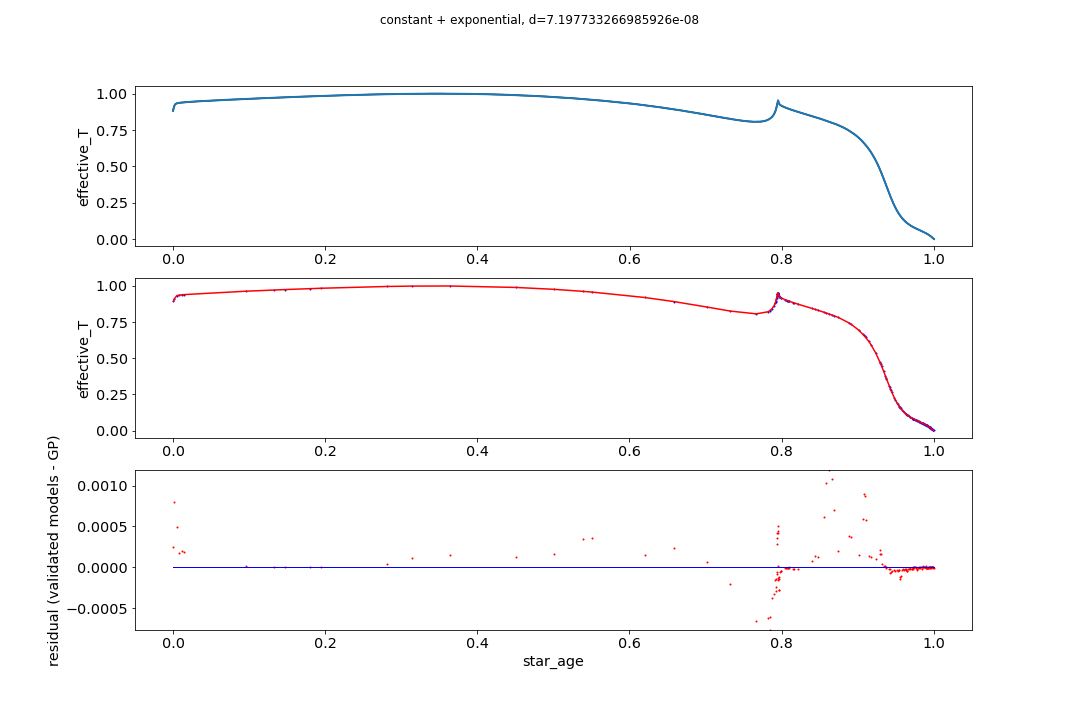 constant + exponential, d=7.197733266985926e-08
effective_T
1.00
0.75
0.50
0.25
0.00
0.0 0.2 0.4 0.6 0.8 1.0
effective_T
1.00
0.75
0.50
0.25
0.00
0.0 0.2 0.4 0.6 0.8 1.0
residual (validated models - GP)
0.0010
0.0005
0.0000
−0.0005
0.0 0.2 0.4 0.6 0.8 1.0
star_age